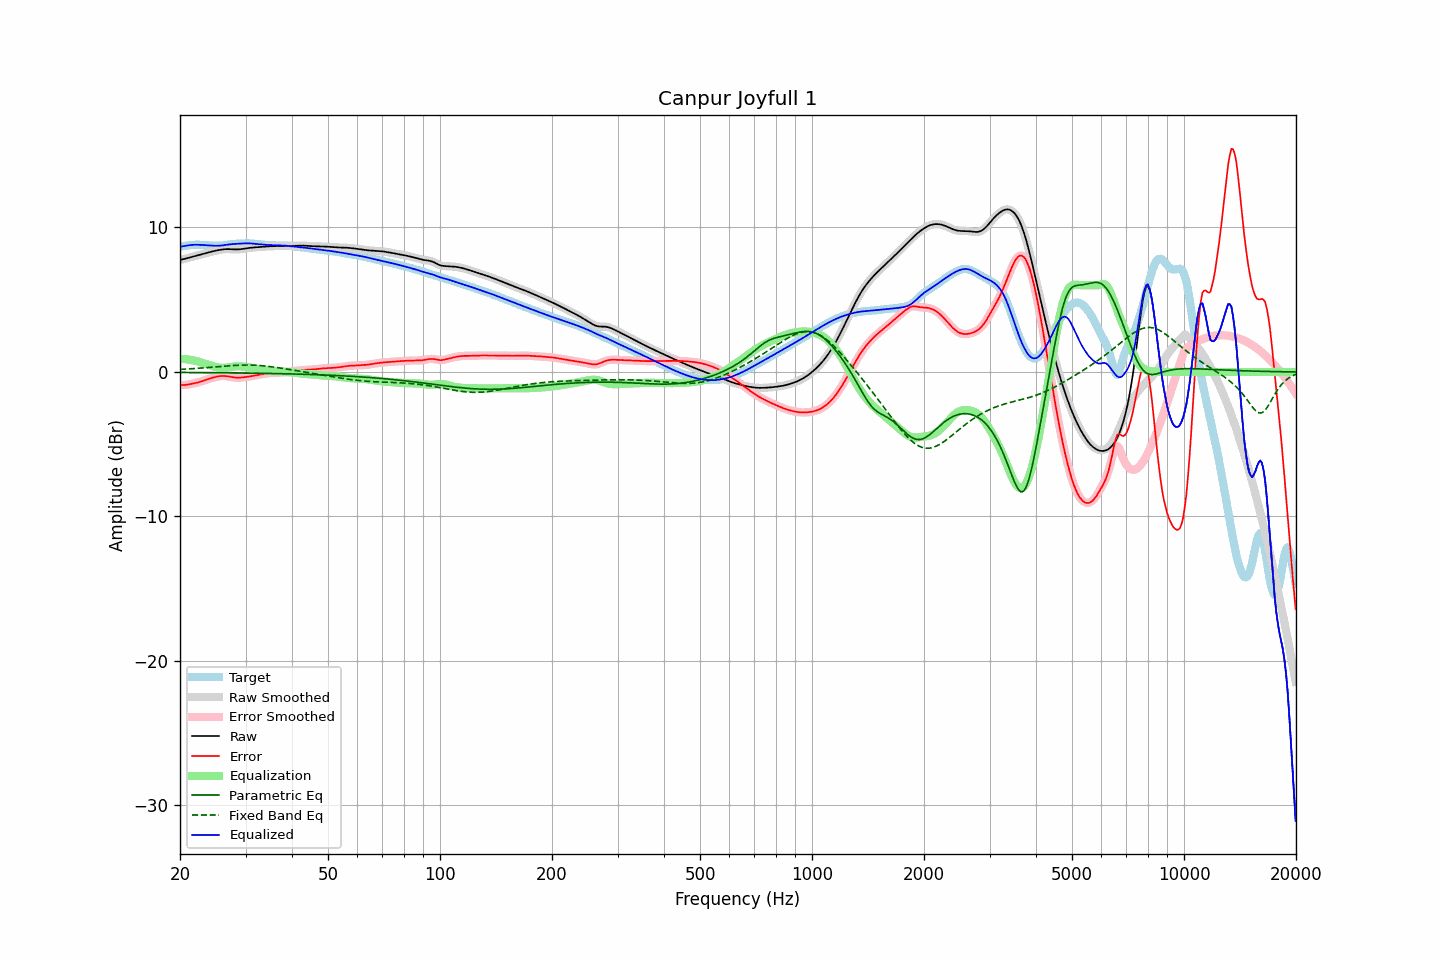 Canpur Joyfull 1
Amplitude (dBr)
10
0
−10
−20
−30
Target
Raw Smoothed
Error Smoothed
Raw
Error
Equalization
Parametric Eq
Fixed Band Eq
Equalized
20 50 100 200 500 1000 2000 5000 10000 20000
Frequency (Hz)